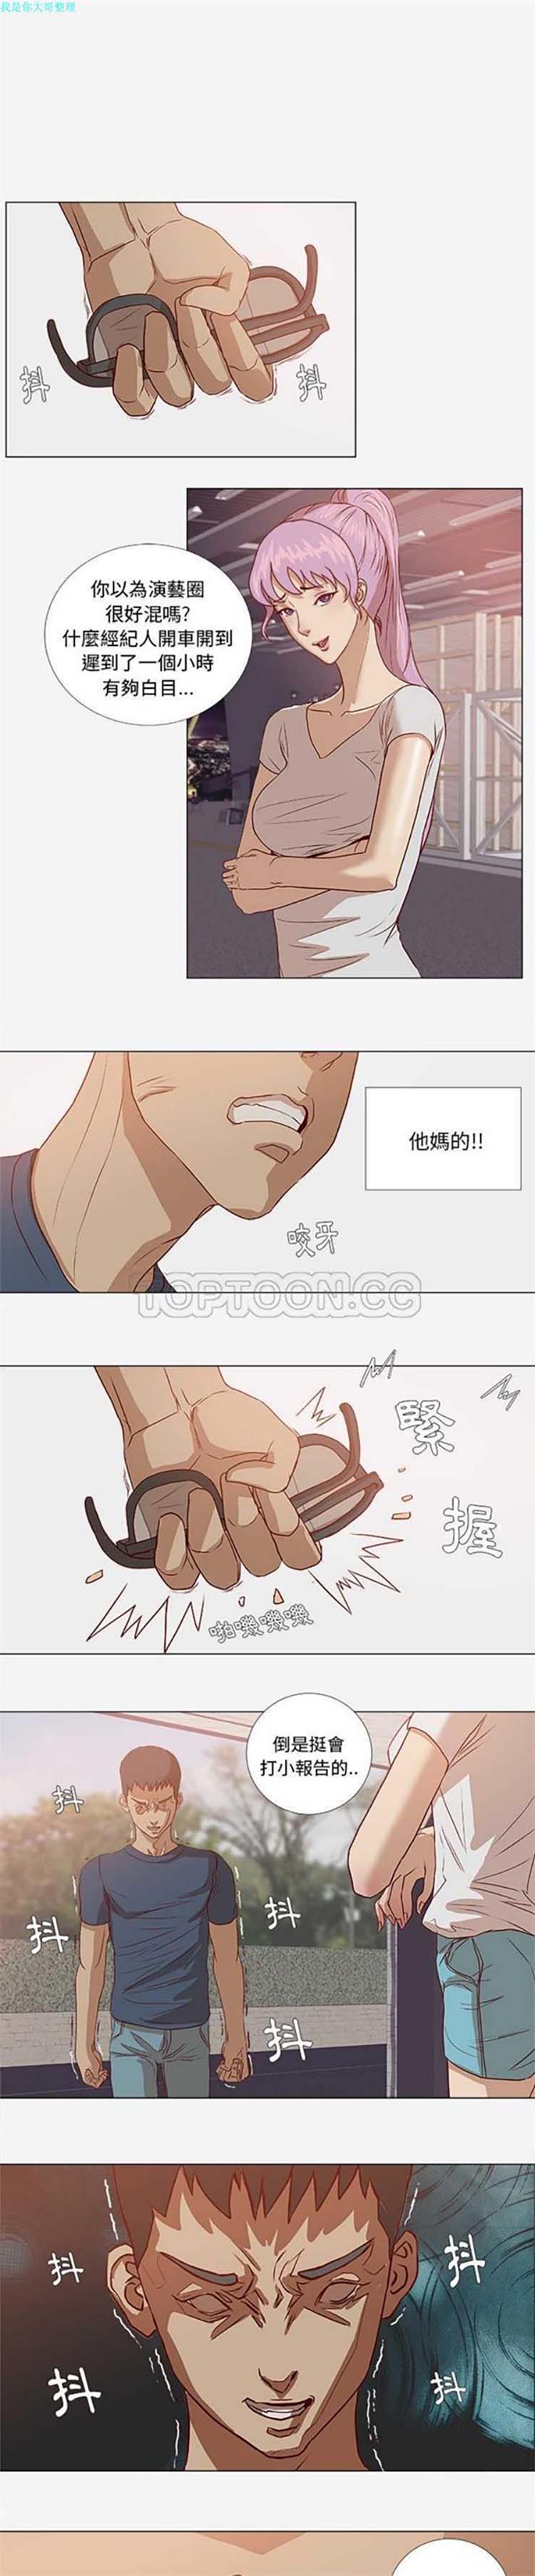 我是你大哥整理
抖
抖
你以為演藝圈
很好混嗎?
什麼經紀人開車開到
遲到了一個小時
有夠白目...
他媽的!!
咬牙
TOPTOON.CC
緊
握
啪嘰嘰嘰
倒是挺會
打小報告的..
抖
抖
抖
抖
抖
抖
抖
抖